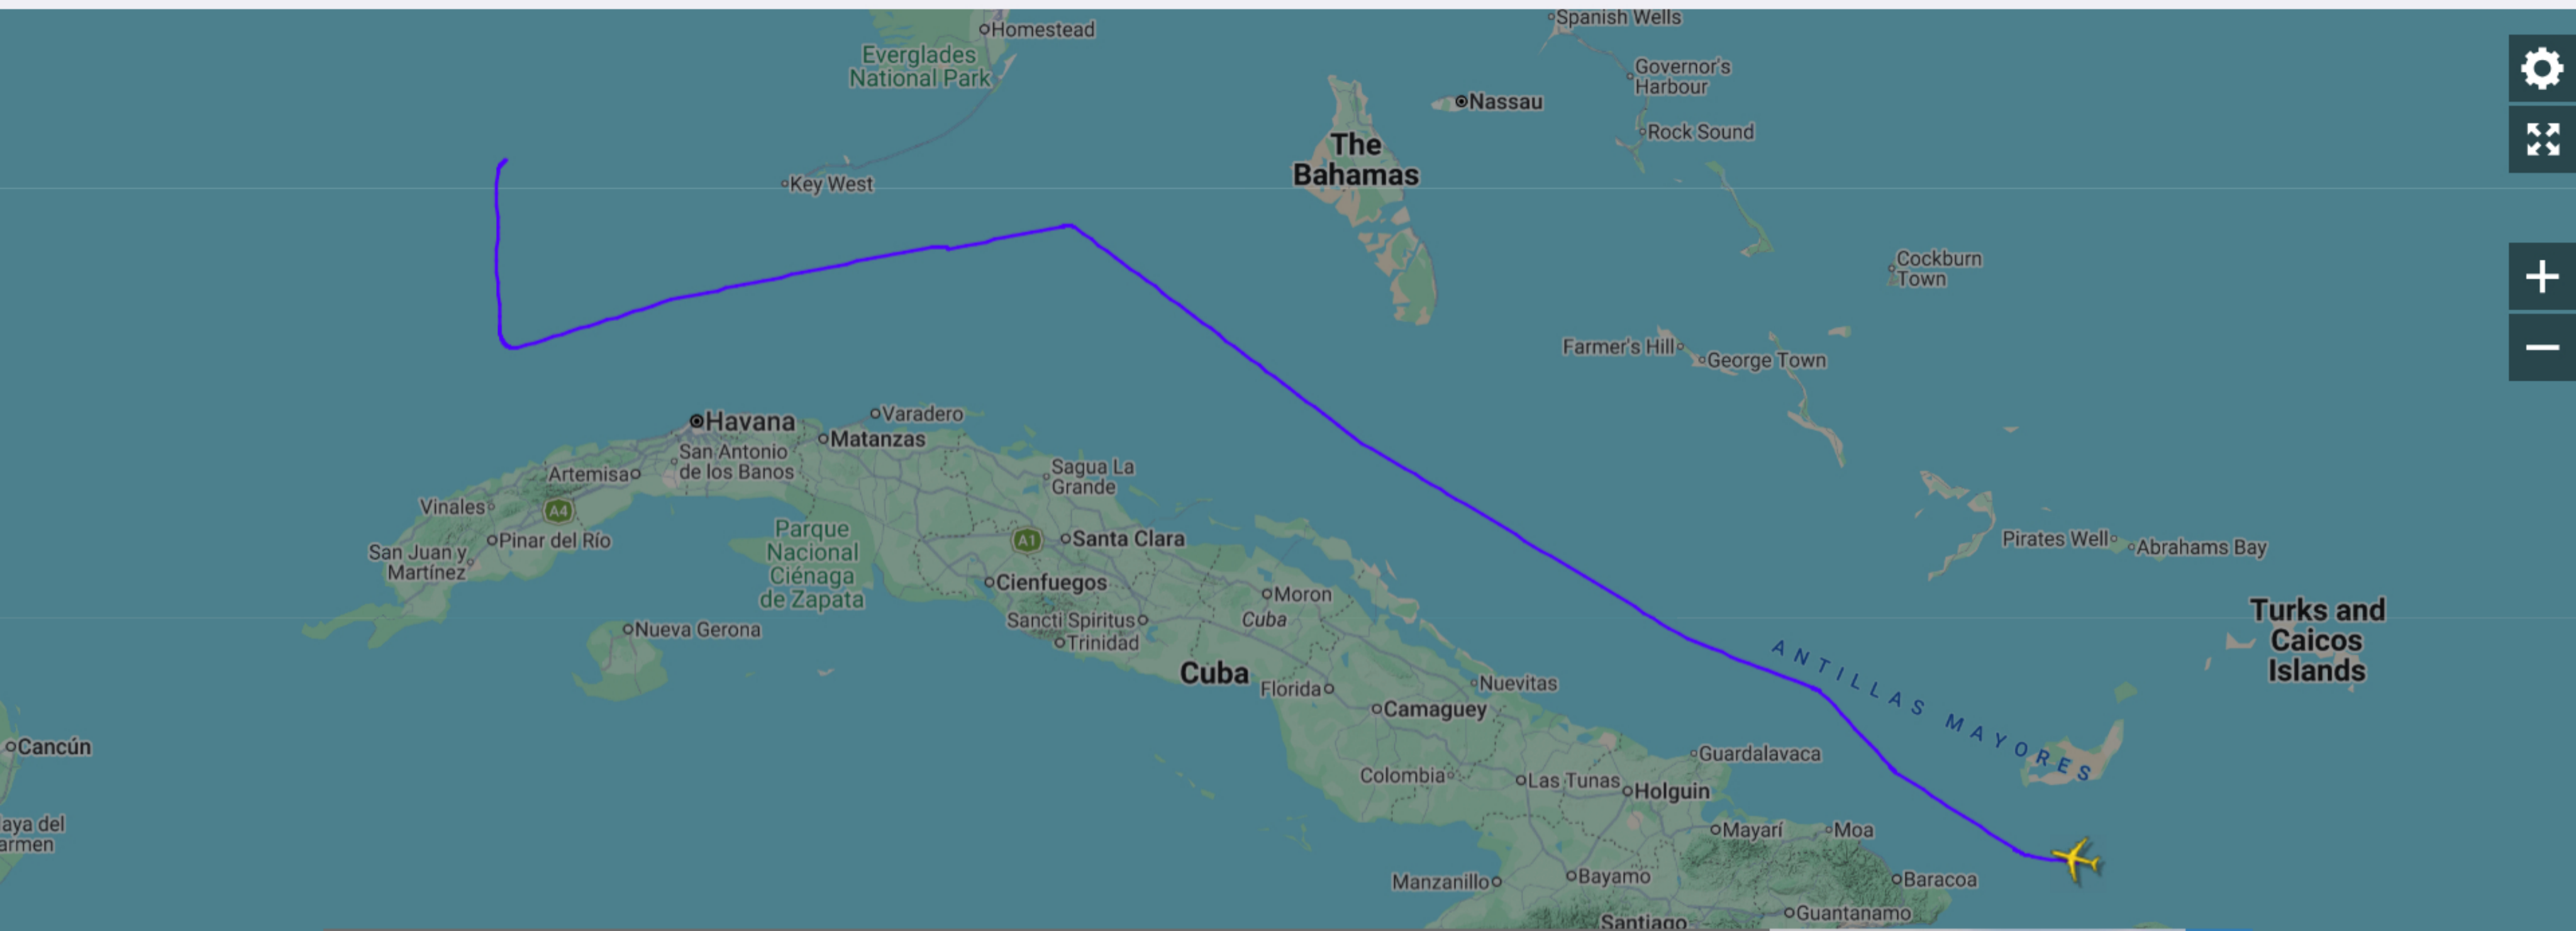 Spanish Wells
Homestead
Everglades
National Park
Governor's
Harbour
Nassau
Rock Sound
The
Bahamas
Key West
Cockburn
Town
Farmer's Hill
George Town
Havana
Varadero
Matanzas
San Antonio
de los Banos
Artemisa
Sagua La
Grande
Vinales
A4
Pinar del Río
San Juan y
Martínez
Parque
Nacional
Ciénaga
de Zapata
A1
Santa Clara
Pirates Well
Abrahams Bay
Cienfuegos
Moron
Sancti Spiritus
Cuba
Trinidad
Nueva Gerona
Turks and
Caicos
Islands
ANTILLAS MAYORES
Cuba
Florida
Nuevitas
Camaguey
Cancún
Guardalavaca
Colombia
Las Tunas
Holguin
laya del
armen
Mayarí
Moa
Manzanillo
Bayamo
Baracoa
Guantanamo
Santiago